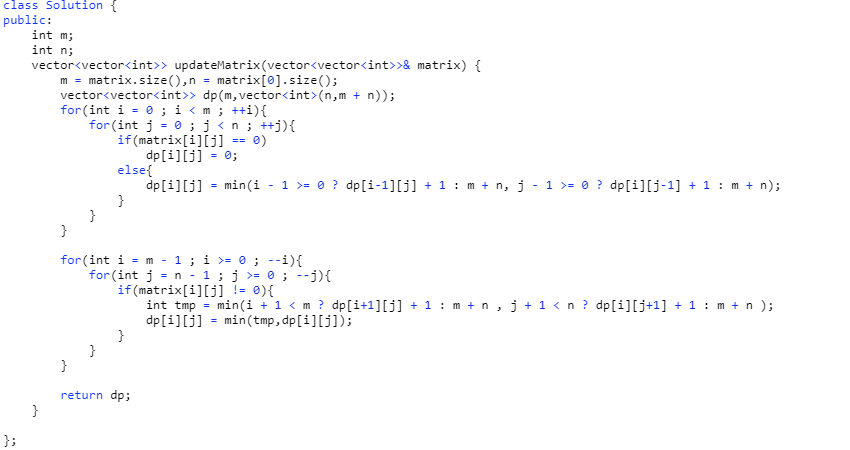 class Solution {
public:
    int m;
    int n;
    vector<vector<int>> updateMatrix(vector<vector<int>>& matrix) {
        m = matrix.size(),n = matrix[0].size();
        vector<vector<int>> dp(m,vector<int>(n,m + n));
        for(int i = 0 ; i < m ; ++i){
            for(int j = 0 ; j < n ; ++j){
                if(matrix[i][j] == 0)
                    dp[i][j] = 0;
                else{
                    dp[i][j] = min(i - 1 >= 0 ? dp[i-1][j] + 1 : m + n, j - 1 >= 0 ? dp[i][j-1] + 1 : m + n);
                }
            }
        }

        for(int i = m - 1 ; i >= 0 ; --i){
            for(int j = n - 1 ; j >= 0 ; --j){
                if(matrix[i][j] != 0){
                    int tmp = min(i + 1 < m ? dp[i+1][j] + 1 : m + n , j + 1 < n ? dp[i][j+1] + 1 : m + n );
                    dp[i][j] = min(tmp,dp[i][j]);
                }
            }
        }

        return dp;
    }

};